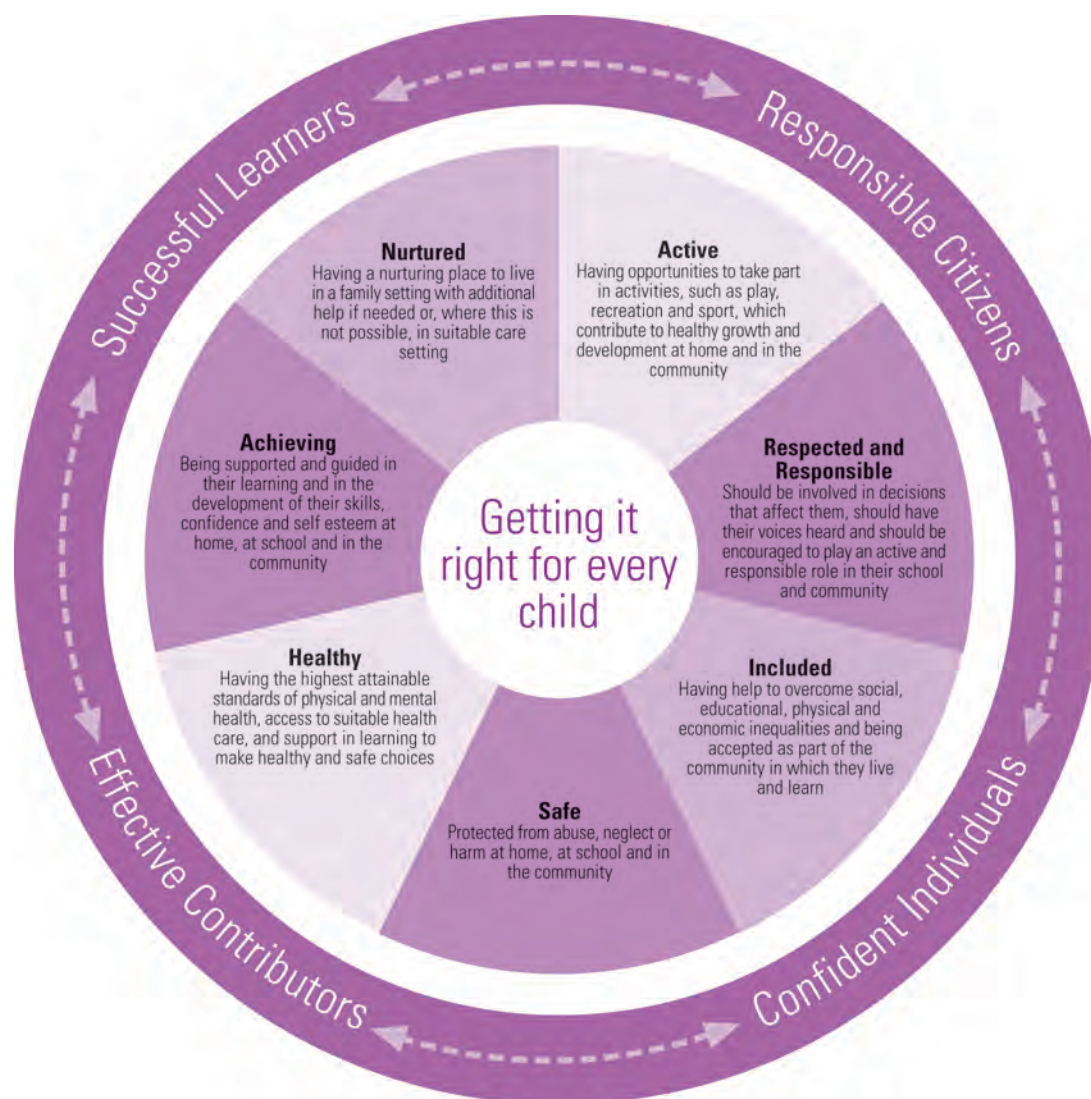 Successful Learners
Responsible Citizens
Nurtured
Having a nurturing place to live
in a family setting with additional
help if needed or, where this is
not possible, in suitable care
setting
Active
Having opportunities to take part
in activities, such as play,
recreation and sport, which
contribute to healthy growth and
development at home and in the
community
Achieving
Being supported and guided in
their learning and in the
development of their skills,
confidence and self esteem at
home, at school and in the
community
Getting it
right for every
child
Respected and
Responsible
Should be involved in decisions
that affect them, should have
their voices heard and should be
encouraged to play an active and
responsible role in their school
and community
Healthy
Having the highest attainable
standards of physical and mental
health, access to suitable health
care, and support in learning to
make healthy and safe choices
Included
Having help to overcome social,
educational, physical and
economic inequalities and being
accepted as part of the
community in which they live
and learn
Safe
Protected from abuse, neglect or
harm at home, at school and in
the community
Effective Contributors
Confident Individuals